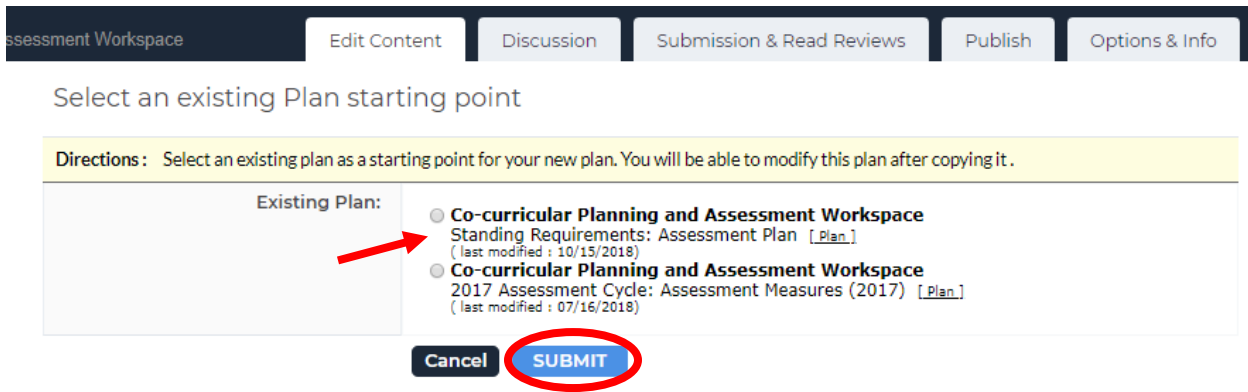 ssessment Workspace Edit Content Discussion Submission & Read Reviews Publish Options & Info
Select an existing Plan starting point
Directions : Select an existing plan as a starting point for your new plan. You will be able to modify this plan after copying it .
Existing Plan:
Co-curricular Planning and Assessment Workspace
Standing Requirements: Assessment Plan [ Plan ]
( last modified : 10/15/2018)
Co-curricular Planning and Assessment Workspace
2017 Assessment Cycle: Assessment Measures (2017) [ Plan ]
( last modified : 07/16/2018)
Cancel SUBMIT